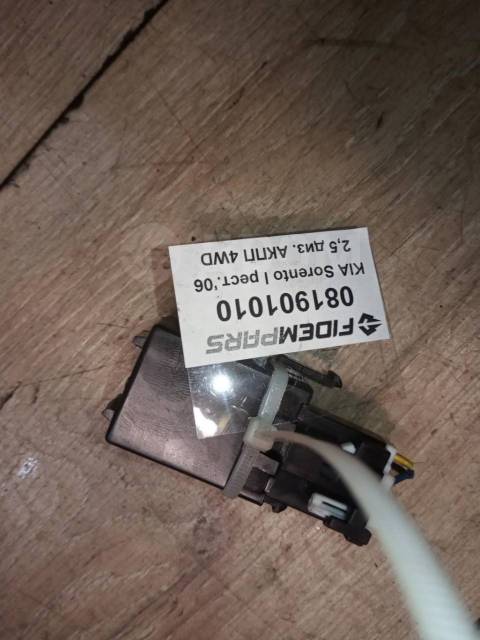 FIDEMPARS
081901010
KIA Sorento I рест.'06
2,5 диз. АКПП 4WD